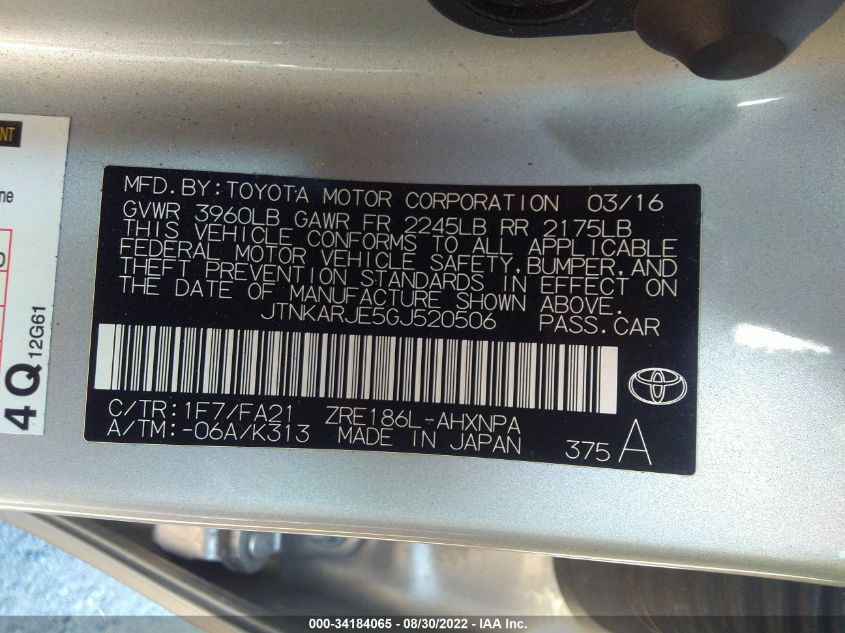 NT
ne
D
4Q 12G61
MFD. BY: TOYOTA MOTOR CORPORATION 03/16
GVWR 3960LB GAWR FR 2245LB RR 2175LB
THIS VEHICLE CONFORMS TO ALL APPLICABLE
FEDERAL MOTOR VEHICLE SAFETY, BUMPER, AND
THEFT PREVENTION STANDARDS IN EFFECT ON
THE DATE OF MANUFACTURE SHOWN ABOVE.
JTNKARJE5GJ520506 PASS.CAR
C/TR:1F7/FA21 ZRE186L-AHXNPA
A/TM:-06A/K313 MADE IN JAPAN 375 A
000-34184065 - 08/30/2022 - IAA Inc.